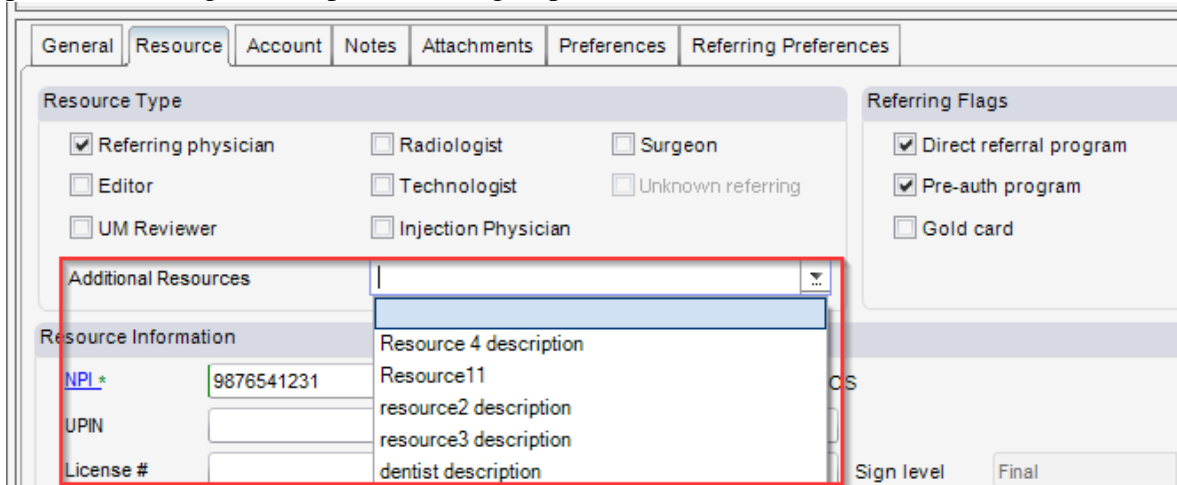 General Resource Account Notes Attachments Preferences Referring Preferences
Resource Type Referring Flags
Referring physician Radiologist Surgeon Direct referral program
Editor Technologist Unknown referring Pre-auth program
UM Reviewer Injection Physician Gold card
Additional Resources
Resource Information
Resource 4 description
NPI * 9876541231 Resource11
resource2 description
UPIN
resource3 description
License # dentist description Sign level Final